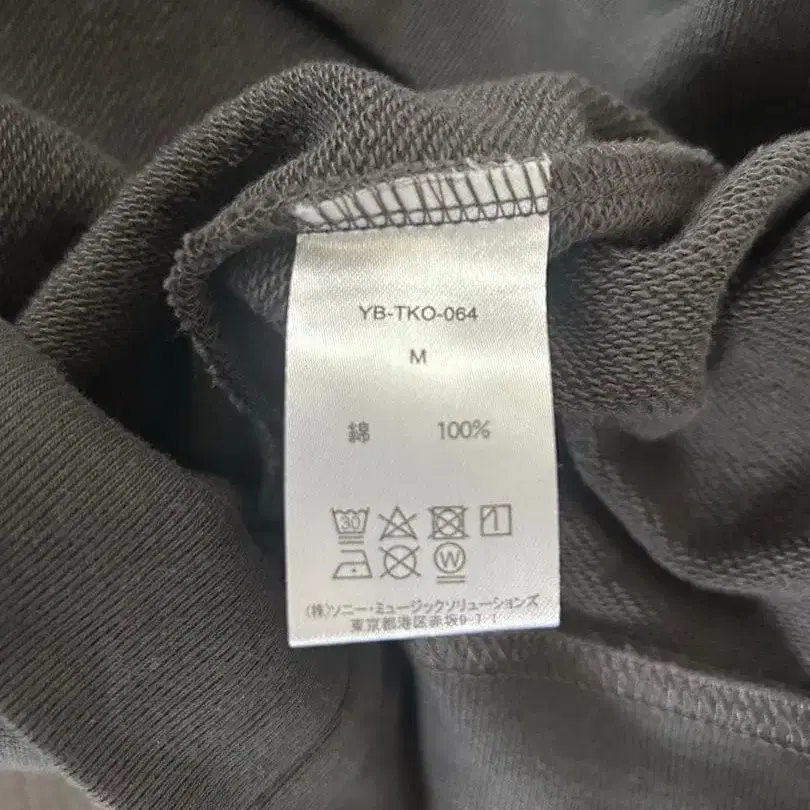 YB-TKO-064
M
綿 100%
30
W
(株)ソニー・ミュージックソリューションズ
東京都港区赤坂9-7-1